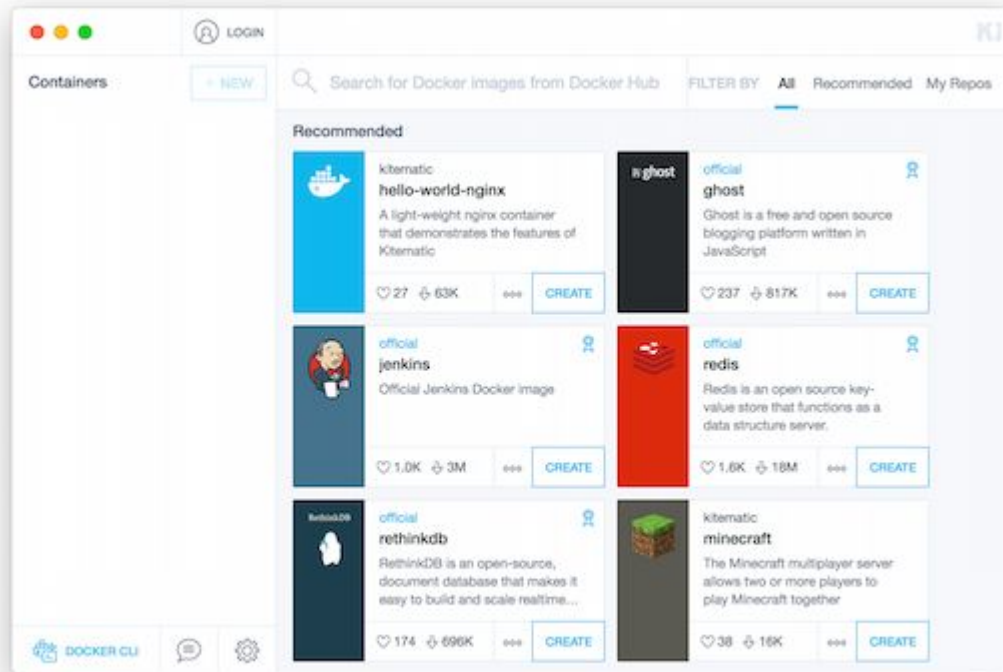 LOGIN
KI
Containers
+ NEW
Search for Docker images from Docker Hub
FILTER BY All Recommended My Repos
Recommended
kitematic
hello-world-nginx
A light-weight nginx container
that demonstrates the features of
Kitematic
27 63K
CREATE
ghost
official
ghost
Ghost is a free and open source
blogging platform written in
JavaScript
237 817K
CREATE
official
jenkins
Official Jenkins Docker image
1.0K 3M
CREATE
official
redis
Redis is an open source key-
value store that functions as a
data structure server.
1.6K 18M
CREATE
RethinkDB
official
rethinkdb
RethinkDB is an open-source,
document database that makes it
easy to build and scale realtime...
174 696K
CREATE
kitematic
minecraft
The Minecraft multiplayer server
allows two or more players to
play Minecraft together
38 16K
CREATE
DOCKER CLI